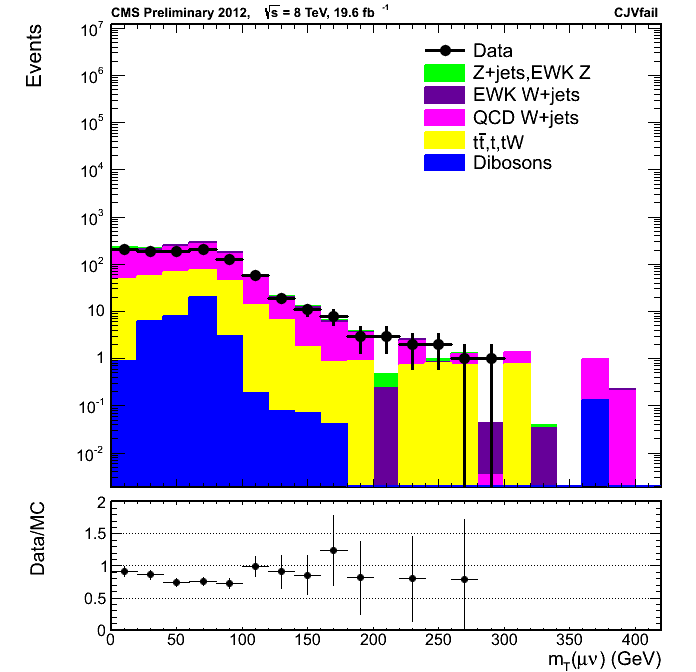 CMS Preliminary 2012, √s = 8 TeV, 19.6 fb⁻¹ CJVfail
Events
10⁷
10⁶
10⁵
10⁴
10³
10²
10
1
10⁻¹
10⁻²
Data
Z+jets,EWK Z
EWK W+jets
QCD W+jets
tt̄,t,tW
Dibosons
Data/MC
2
1.5
1
0.5
0
0 50 100 150 200 250 300 350 400
m_T(μν) (GeV)